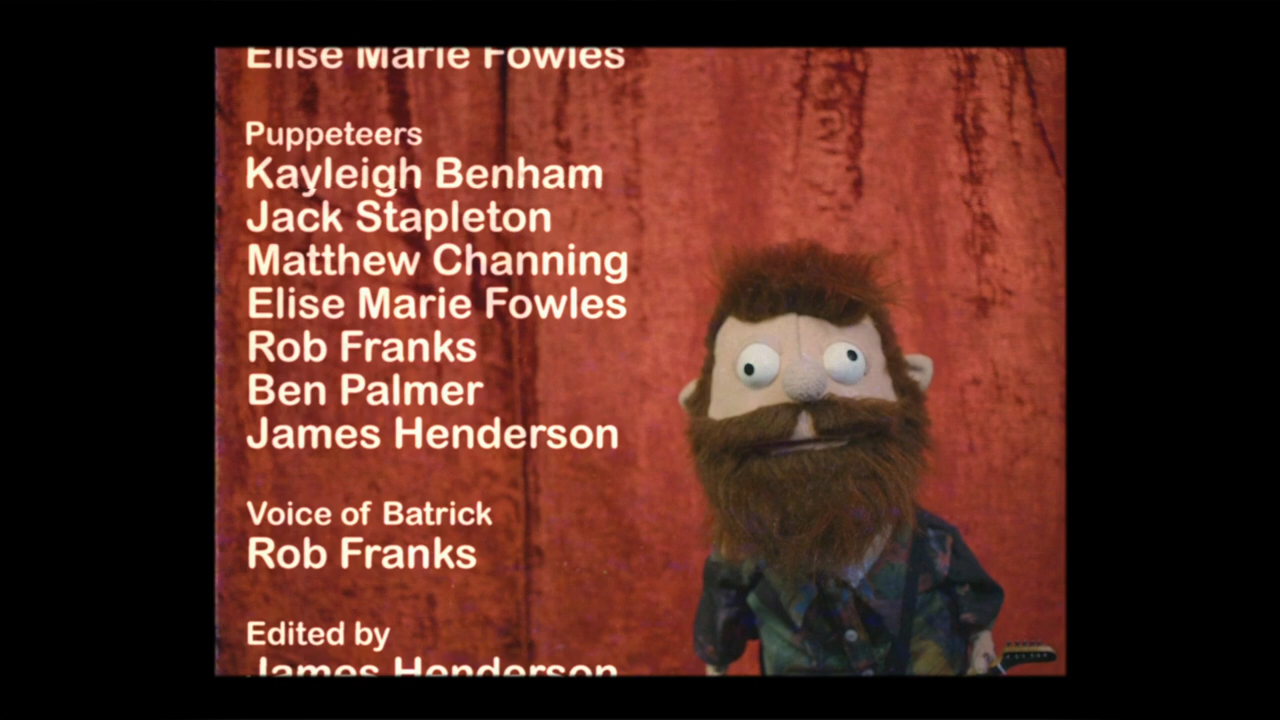 Elise Marie Fowles
Puppeteers
Kayleigh Benham
Jack Stapleton
Matthew Channing
Elise Marie Fowles
Rob Franks
Ben Palmer
James Henderson
Voice of Batrick
Rob Franks
Edited by
James Henderson